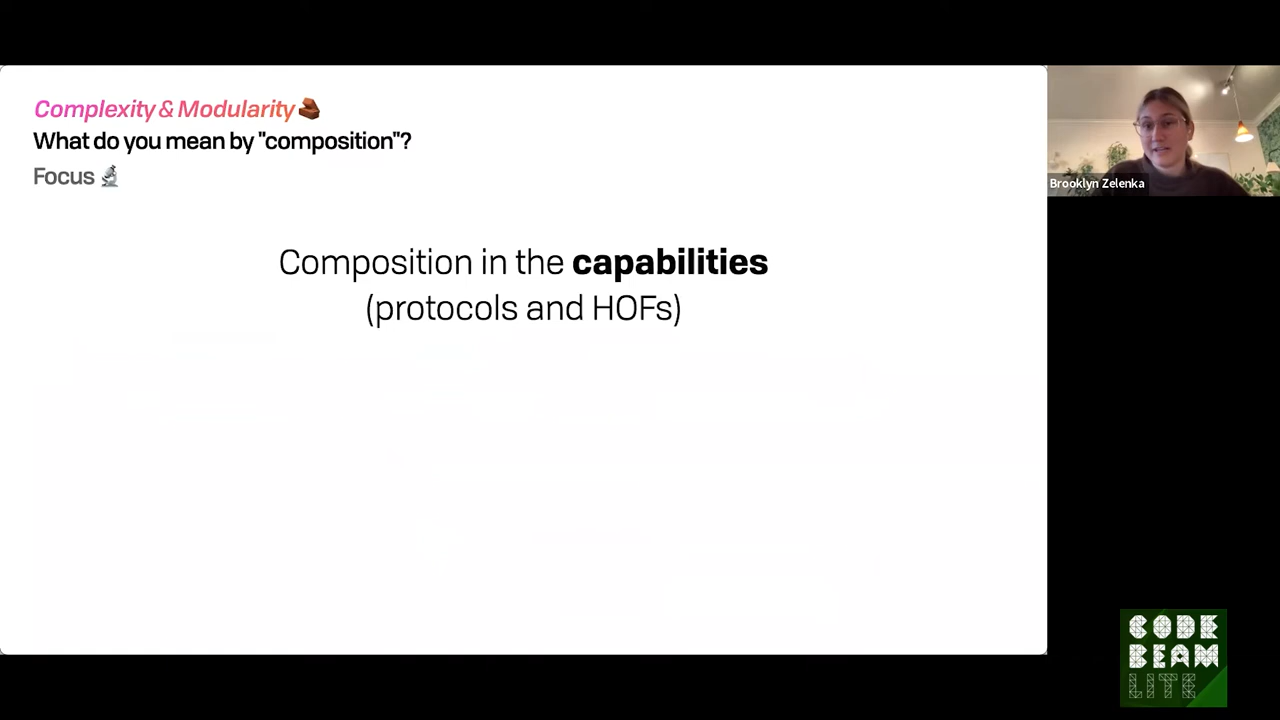 Complexity & Modularity
What do you mean by "composition"?
Focus
Composition in the capabilities
(protocols and HOFs)
Brooklyn Zelenka
CODE
BEAM
LITE